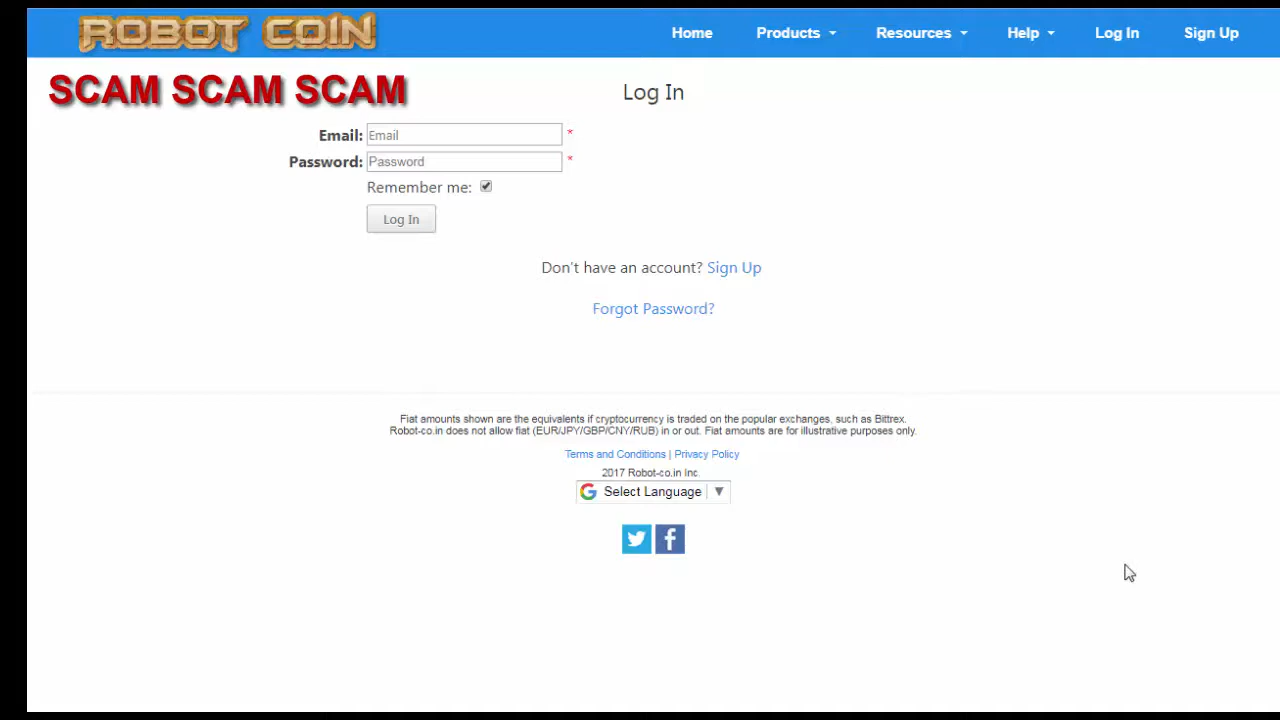 ROBOT COIN
Home Products Resources Help Log In Sign Up
SCAM SCAM SCAM
Log In
Email: Email *
Password: Password *
Remember me:
Log In
Don't have an account? Sign Up
Forgot Password?
Fiat amounts shown are the equivalents if cryptocurrency is traded on the popular exchanges, such as Bittrex.
Robot-co.in does not allow fiat (EUR/JPY/GBP/CNY/RUB) in or out. Fiat amounts are for illustrative purposes only.
Terms and Conditions | Privacy Policy
2017 Robot-co.in Inc.
Select Language